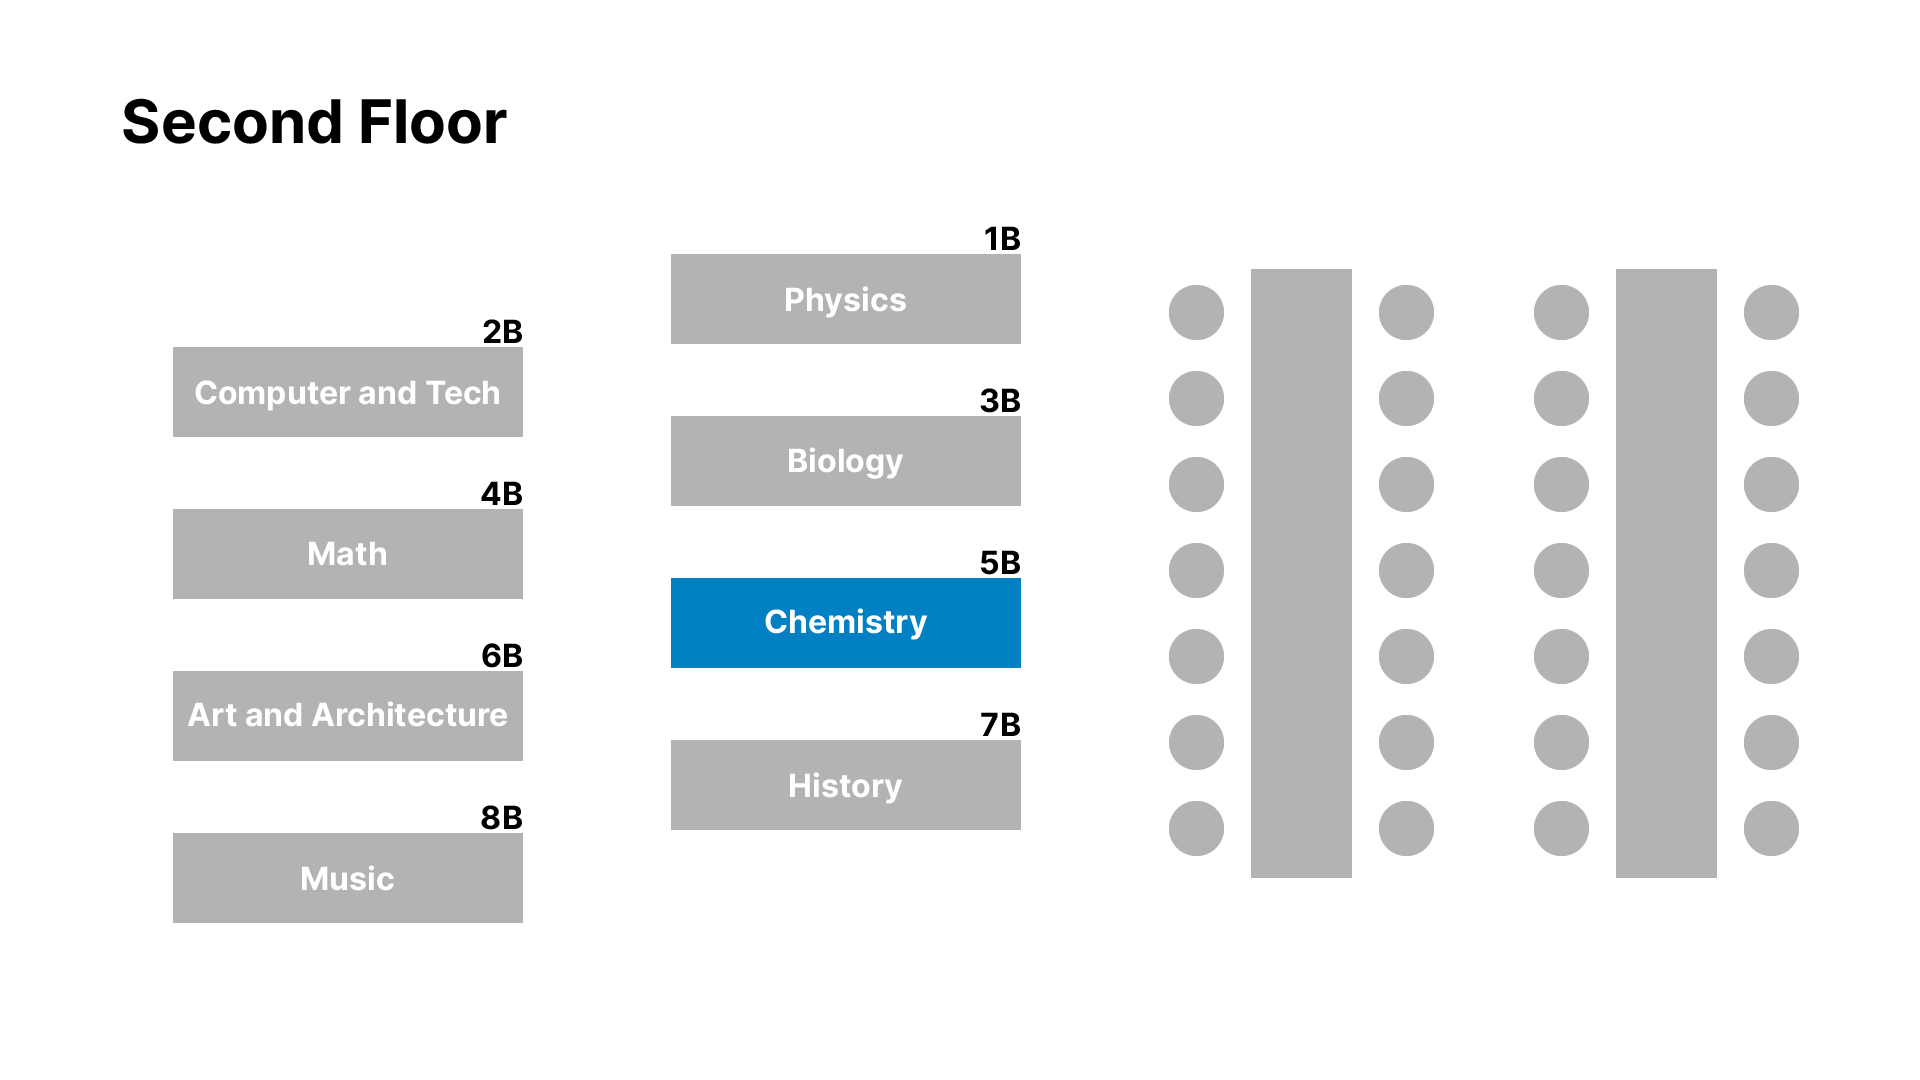 Second Floor
2B
Computer and Tech
4B
Math
6B
Art and Architecture
8B
Music
1B
Physics
3B
Biology
5B
Chemistry
7B
History